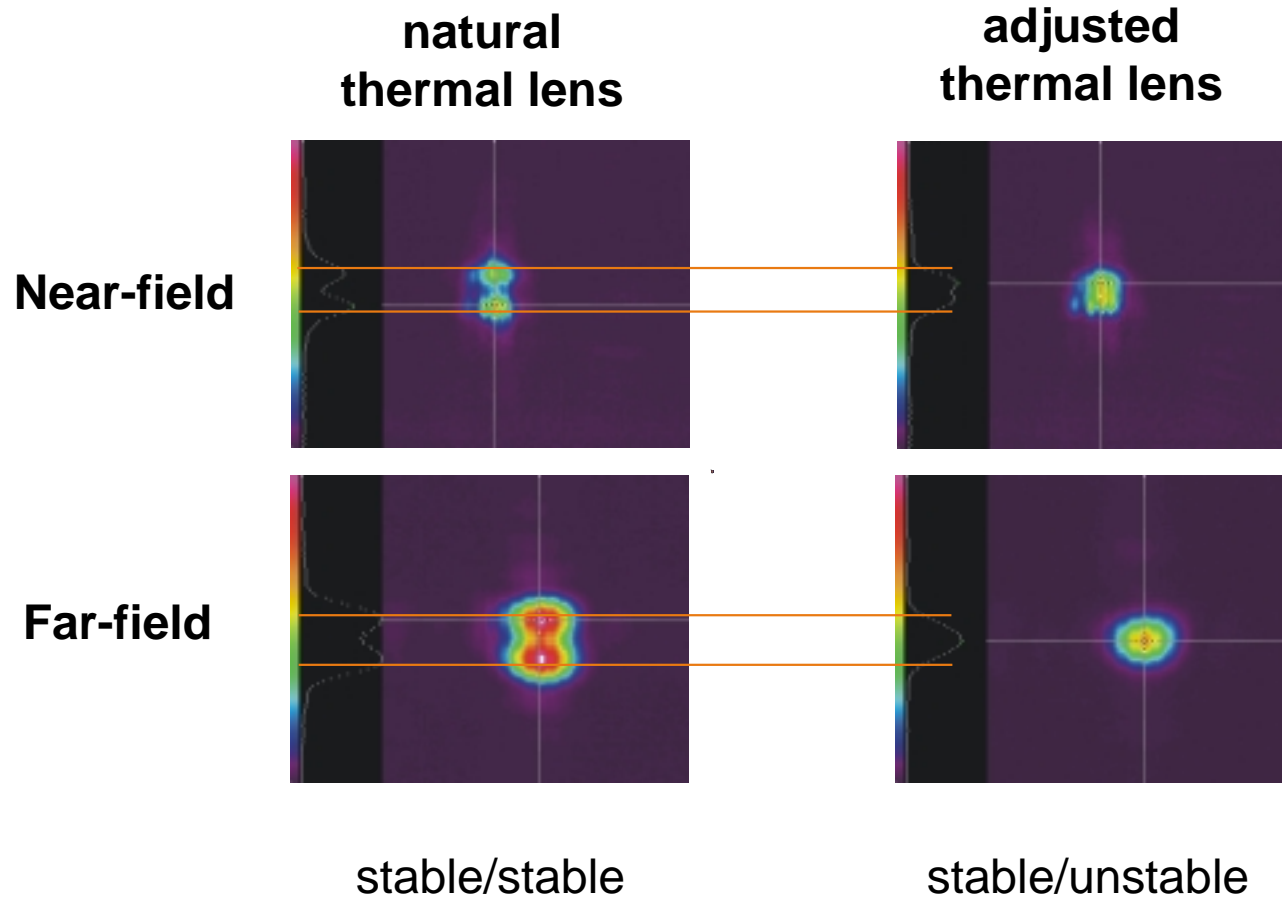 natural
thermal lens
adjusted
thermal lens
Near-field
Far-field
stable/stable
stable/unstable